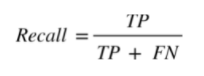 Recall = TP / TP + FN